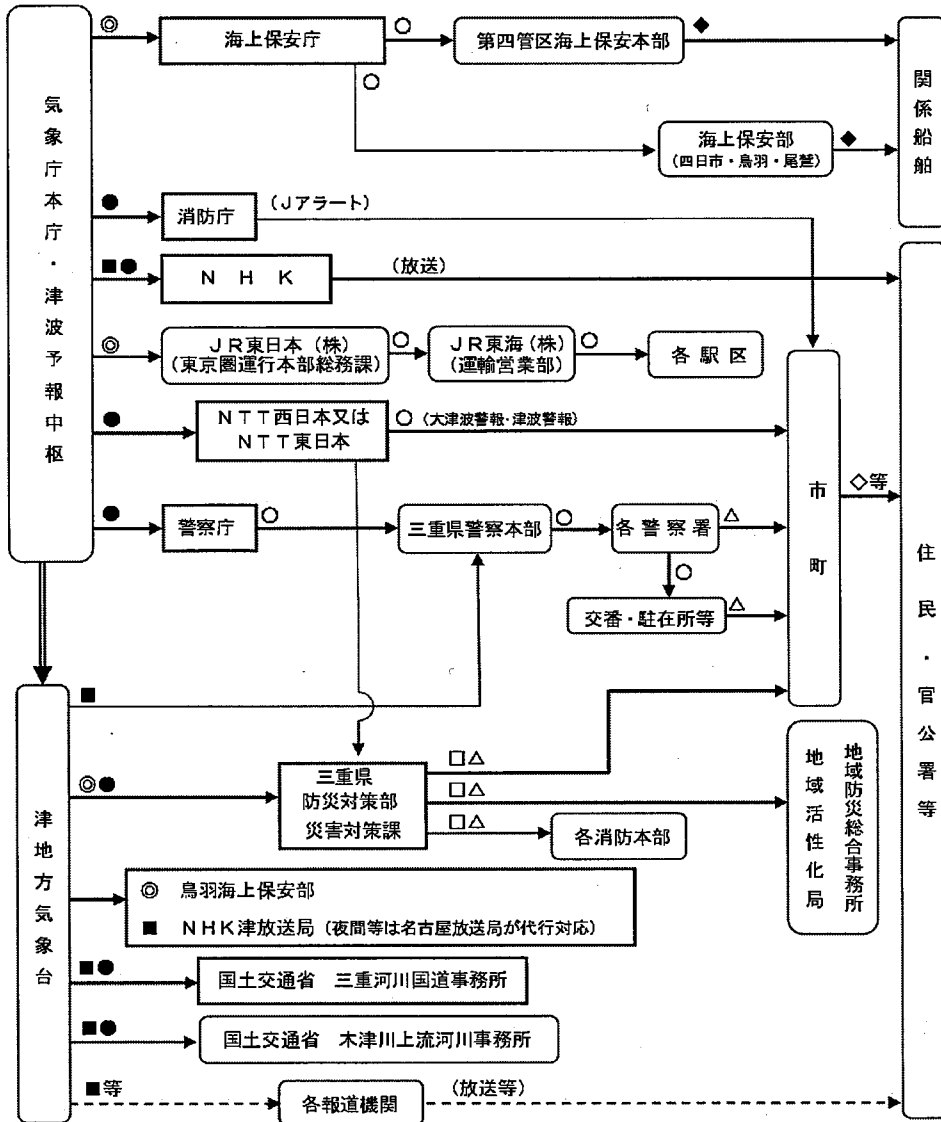 気象庁本庁・津波予報中枢
◎
海上保安庁
○
第四管区海上保安本部
◆
関係船舶
○
海上保安部
(四日市・鳥羽・尾鷲)
◆
●
消防庁
(Jアラート)
■●
NHK
(放送)
◎
JR東日本(株)
(東京圏運行本部総務課)
○
JR東海(株)
(運輸営業部)
○
各駅区
●
NTT西日本又は
NTT東日本
○(大津波警報・津波警報)
市町
◇等
住民・官公署等
●
警察庁
○
三重県警察本部
○
各警察署
△
○
交番・駐在所等
△
津地方気象台
■
◎●
三重県
防災対策部
災害対策課
□△
□△
□△
各消防本部
地域防災総合事務所
地域活性化局
◎ 鳥羽海上保安部
■ NHK津放送局(夜間等は名古屋放送局が代行対応)
■●
国土交通省 三重河川国道事務所
■●
国土交通省 木津川上流河川事務所
■等
各報道機関
(放送等)